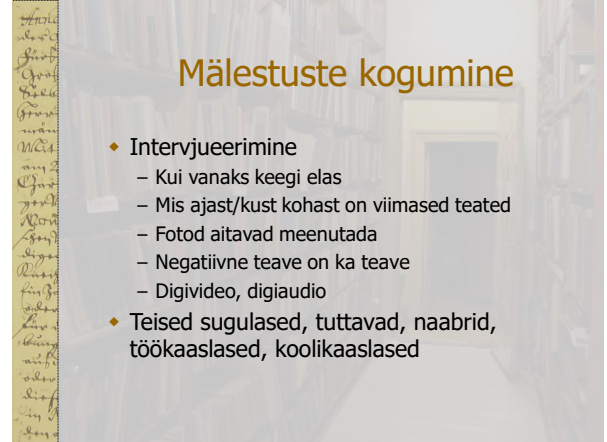 Mälestuste kogumine
Intervjueerimine
– Kui vanaks keegi elas
– Mis ajast/kust kohast on viimased teated
– Fotod aitavad meenutada
– Negatiivne teave on ka teave
– Digivideo, digiaudio
Teised sugulased, tuttavad, naabrid,
töökaaslased, koolikaaslased